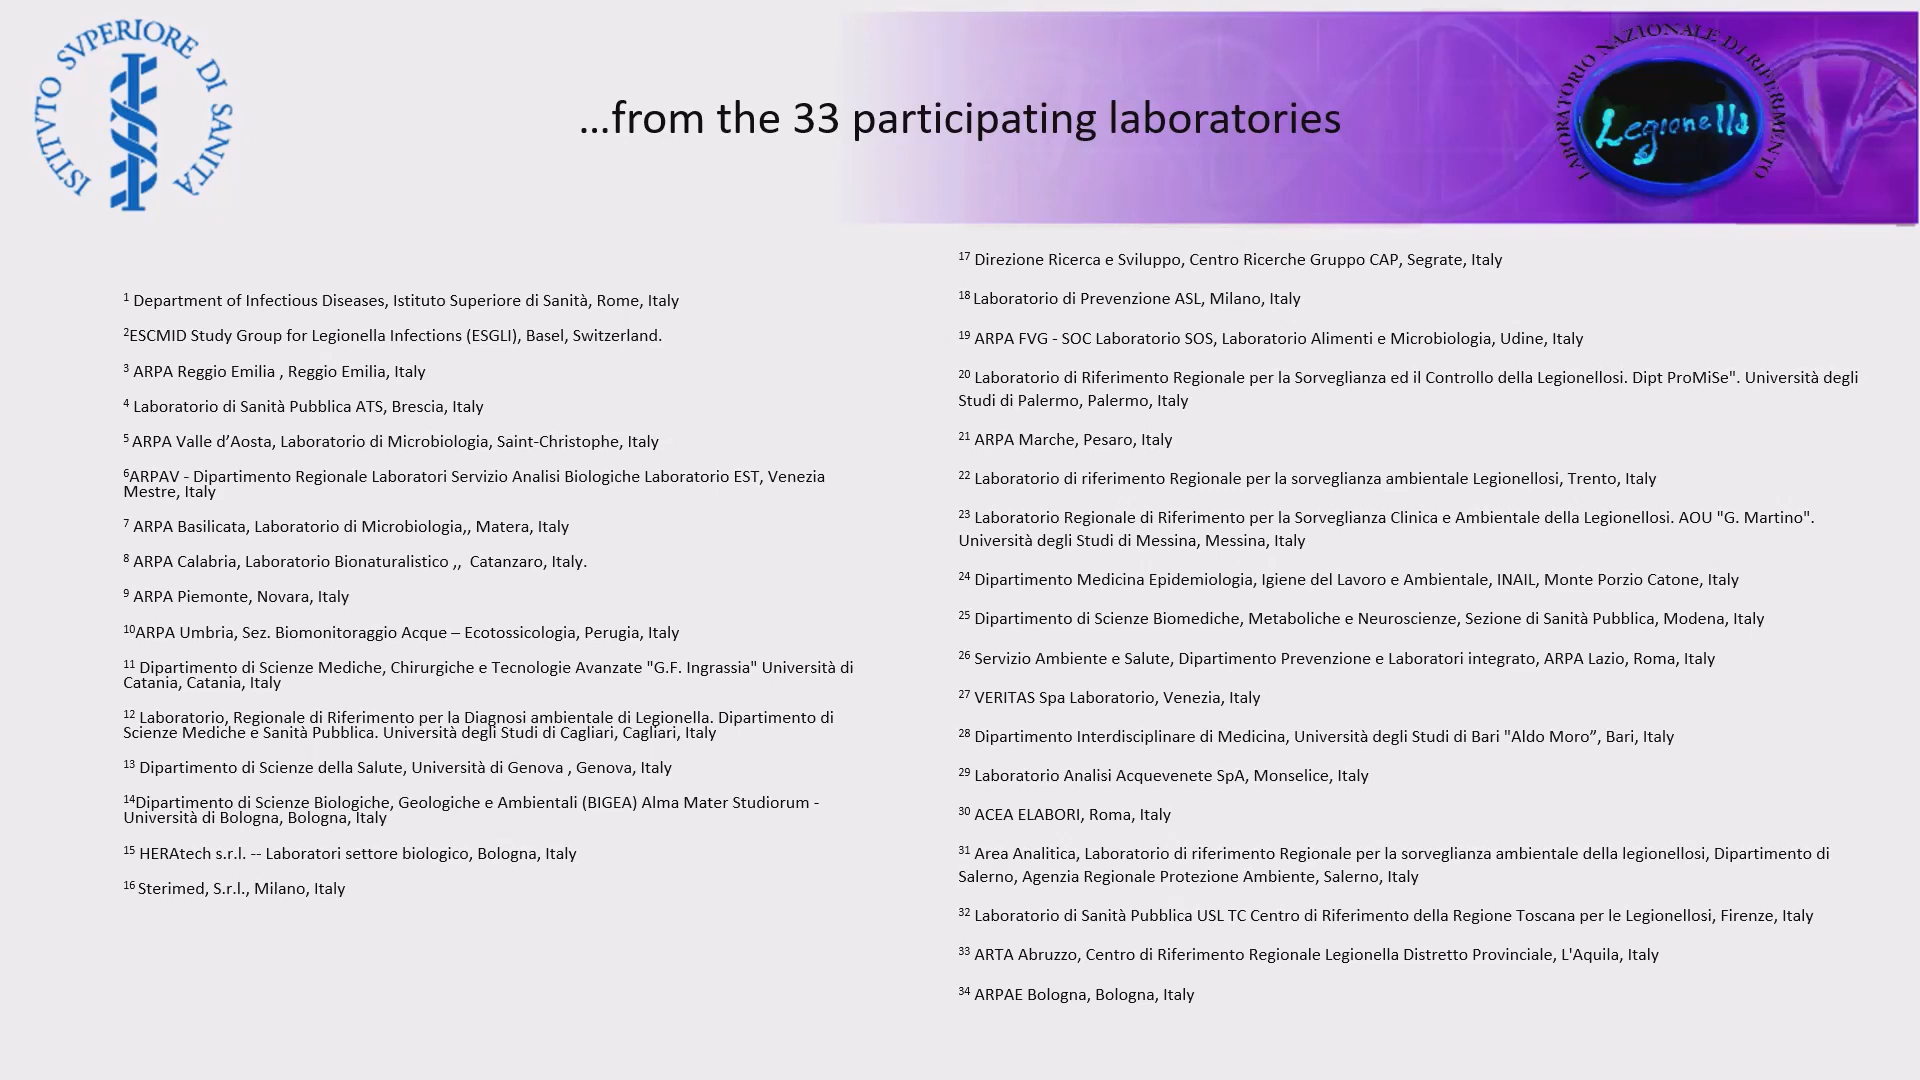 ISTITVTO SVPERIORE DI SANITÀ
...from the 33 participating laboratories
LABORATORIO NAZIONALE DI RIFERIMENTO
Legionella
1 Department of Infectious Diseases, Istituto Superiore di Sanità, Rome, Italy
2ESCMID Study Group for Legionella Infections (ESGLI), Basel, Switzerland.
3 ARPA Reggio Emilia , Reggio Emilia, Italy
4 Laboratorio di Sanità Pubblica ATS, Brescia, Italy
5 ARPA Valle d’Aosta, Laboratorio di Microbiologia, Saint-Christophe, Italy
6ARPAV - Dipartimento Regionale Laboratori Servizio Analisi Biologiche Laboratorio EST, Venezia
Mestre, Italy
7 ARPA Basilicata, Laboratorio di Microbiologia,, Matera, Italy
8 ARPA Calabria, Laboratorio Bionaturalistico ,,  Catanzaro, Italy.
9 ARPA Piemonte, Novara, Italy
10ARPA Umbria, Sez. Biomonitoraggio Acque – Ecotossicologia, Perugia, Italy
11 Dipartimento di Scienze Mediche, Chirurgiche e Tecnologie Avanzate "G.F. Ingrassia" Università di
Catania, Catania, Italy
12 Laboratorio, Regionale di Riferimento per la Diagnosi ambientale di Legionella. Dipartimento di
Scienze Mediche e Sanità Pubblica. Università degli Studi di Cagliari, Cagliari, Italy
13 Dipartimento di Scienze della Salute, Università di Genova , Genova, Italy
14Dipartimento di Scienze Biologiche, Geologiche e Ambientali (BIGEA) Alma Mater Studiorum -
Università di Bologna, Bologna, Italy
15 HERAtech s.r.l. -- Laboratori settore biologico, Bologna, Italy
16 Sterimed, S.r.l., Milano, Italy
17 Direzione Ricerca e Sviluppo, Centro Ricerche Gruppo CAP, Segrate, Italy
18 Laboratorio di Prevenzione ASL, Milano, Italy
19 ARPA FVG - SOC Laboratorio SOS, Laboratorio Alimenti e Microbiologia, Udine, Italy
20 Laboratorio di Riferimento Regionale per la Sorveglianza ed il Controllo della Legionellosi. Dipt ProMiSe". Università degli
Studi di Palermo, Palermo, Italy
21 ARPA Marche, Pesaro, Italy
22 Laboratorio di riferimento Regionale per la sorveglianza ambientale Legionellosi, Trento, Italy
23 Laboratorio Regionale di Riferimento per la Sorveglianza Clinica e Ambientale della Legionellosi. AOU "G. Martino".
Università degli Studi di Messina, Messina, Italy
24 Dipartimento Medicina Epidemiologia, Igiene del Lavoro e Ambientale, INAIL, Monte Porzio Catone, Italy
25 Dipartimento di Scienze Biomediche, Metaboliche e Neuroscienze, Sezione di Sanità Pubblica, Modena, Italy
26 Servizio Ambiente e Salute, Dipartimento Prevenzione e Laboratori integrato, ARPA Lazio, Roma, Italy
27 VERITAS Spa Laboratorio, Venezia, Italy
28 Dipartimento Interdisciplinare di Medicina, Università degli Studi di Bari "Aldo Moro”, Bari, Italy
29 Laboratorio Analisi Acquevenete SpA, Monselice, Italy
30 ACEA ELABORI, Roma, Italy
31 Area Analitica, Laboratorio di riferimento Regionale per la sorveglianza ambientale della legionellosi, Dipartimento di
Salerno, Agenzia Regionale Protezione Ambiente, Salerno, Italy
32 Laboratorio di Sanità Pubblica USL TC Centro di Riferimento della Regione Toscana per le Legionellosi, Firenze, Italy
33 ARTA Abruzzo, Centro di Riferimento Regionale Legionella Distretto Provinciale, L'Aquila, Italy
34 ARPAE Bologna, Bologna, Italy